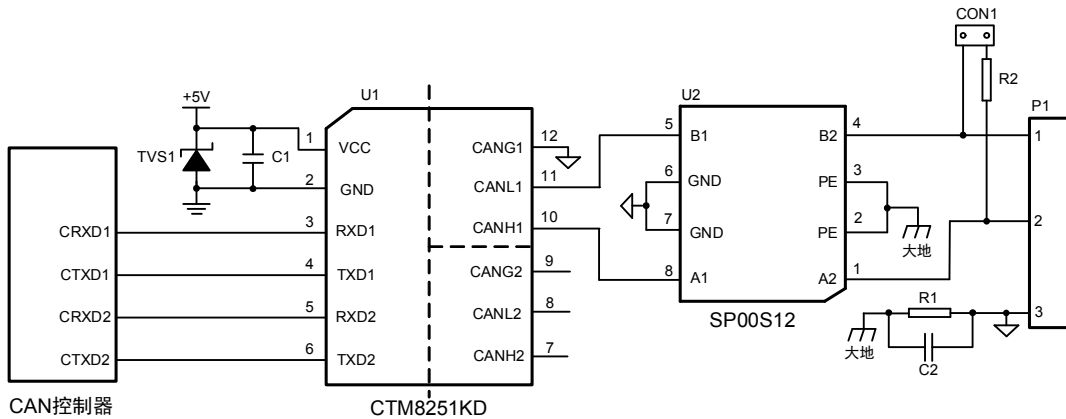 CON1
R2
P1
+5V
U1
U2
TVS1
C1
1
VCC
2
GND
3
RXD1
4
TXD1
5
RXD2
6
TXD2
CRXD1
CTXD1
CRXD2
CTXD2
CAN控制器
CANG1
12
CANL1
11
CANH1
10
CANG2
9
CANL2
8
CANH2
7
CTM8251KD
5
B1
6
GND
7
GND
8
A1
B2
4
PE
3
PE
2
A2
1
SP00S12
大地
1
2
3
R1
C2
大地